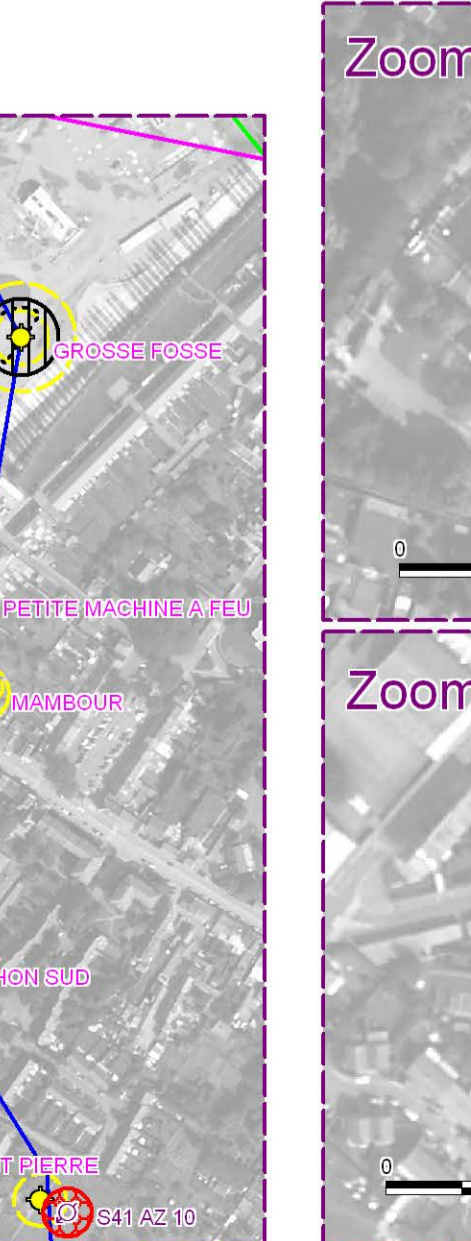 Zoom
GROSSE FOSSE
0
PETITE MACHINE A FEU
Zoom
MAMBOUR
HON SUD
T PIERRE
0
S41 AZ 10